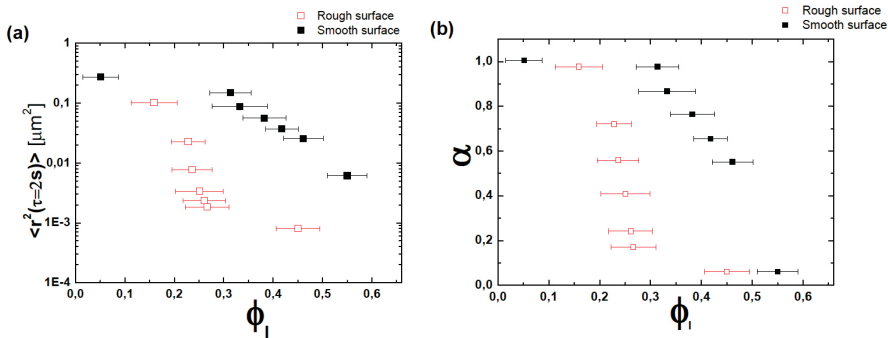 (a)
Rough surface
Smooth surface
<r²(τ=2s)> [μm²]
1
0,1
0,01
1E-3
1E-4
0,0 0,1 0,2 0,3 0,4 0,5 0,6
ϕ_I
(b)
Rough surface
Smooth surface
α
1,0
0,8
0,6
0,4
0,2
0,0
0,0 0,1 0,2 0,3 0,4 0,5 0,6
ϕ_I